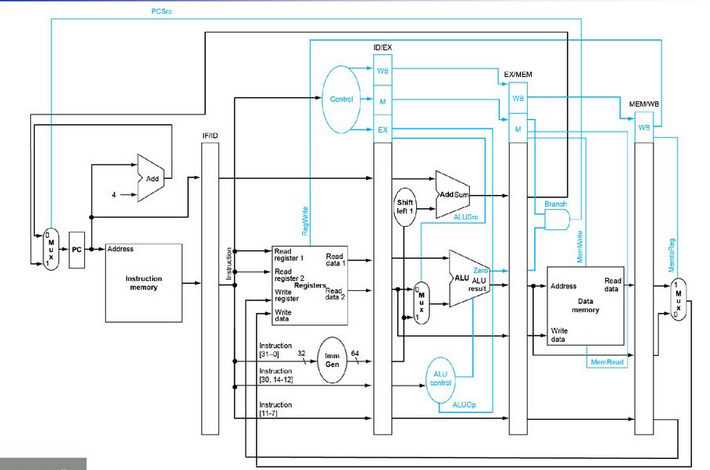 PCSrc
ID/EX
WB
EX/MEM
Control
M
WB
MEM/WB
EX
M
WB
IF/ID
Add
4
Shift
left 1
AddSum
Branch
ALUSrc
RegWrite
MemWrite
MemtoReg
0
M
u
x
1
PC
Address
Instruction
memory
Instruction
Read
register 1
Read
register 2
Write
register
Write
data
Registers
Read
data 1
Read
data 2
0
M
u
x
1
Zero
ALU
ALU
result
Address
Read
data
Data
memory
Write
data
1
M
u
x
0
MemRead
Instruction
[31–0]
32
Imm
Gen
64
Instruction
[30, 14-12]
ALU
control
ALUOp
Instruction
[11-7]